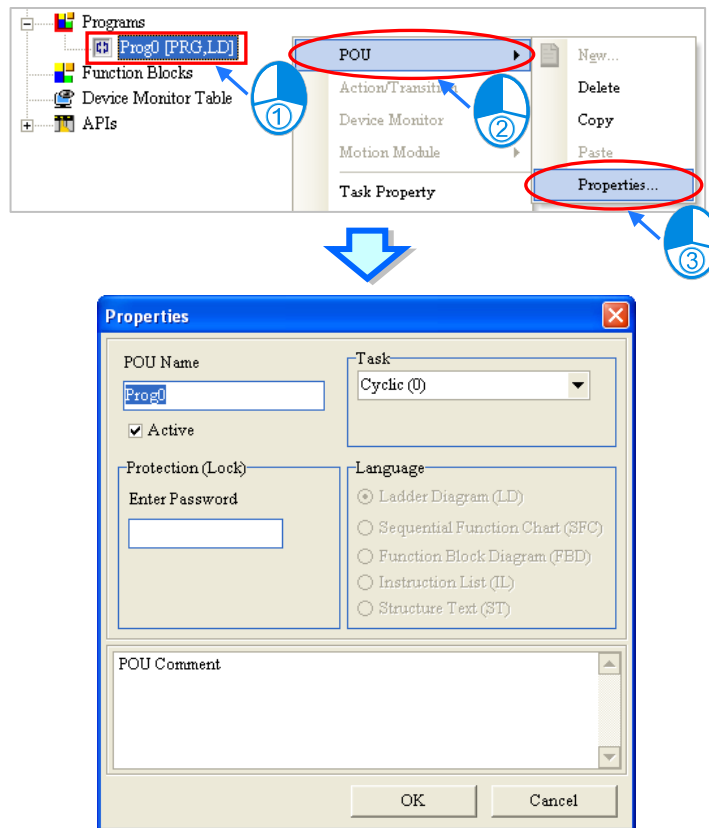 Programs
Prog0 [PRG,LD]
Function Blocks
Device Monitor Table
APIs
①
POU
Action/Transition
Device Monitor
Motion Module
Task Property
②
New...
Delete
Copy
Paste
Properties...
③
Properties
POU Name
Prog0
Active
Task
Cyclic (0)
Protection (Lock)
Enter Password
Language
Ladder Diagram (LD)
Sequential Function Chart (SFC)
Function Block Diagram (FBD)
Instruction List (IL)
Structure Text (ST)
POU Comment
OK
Cancel